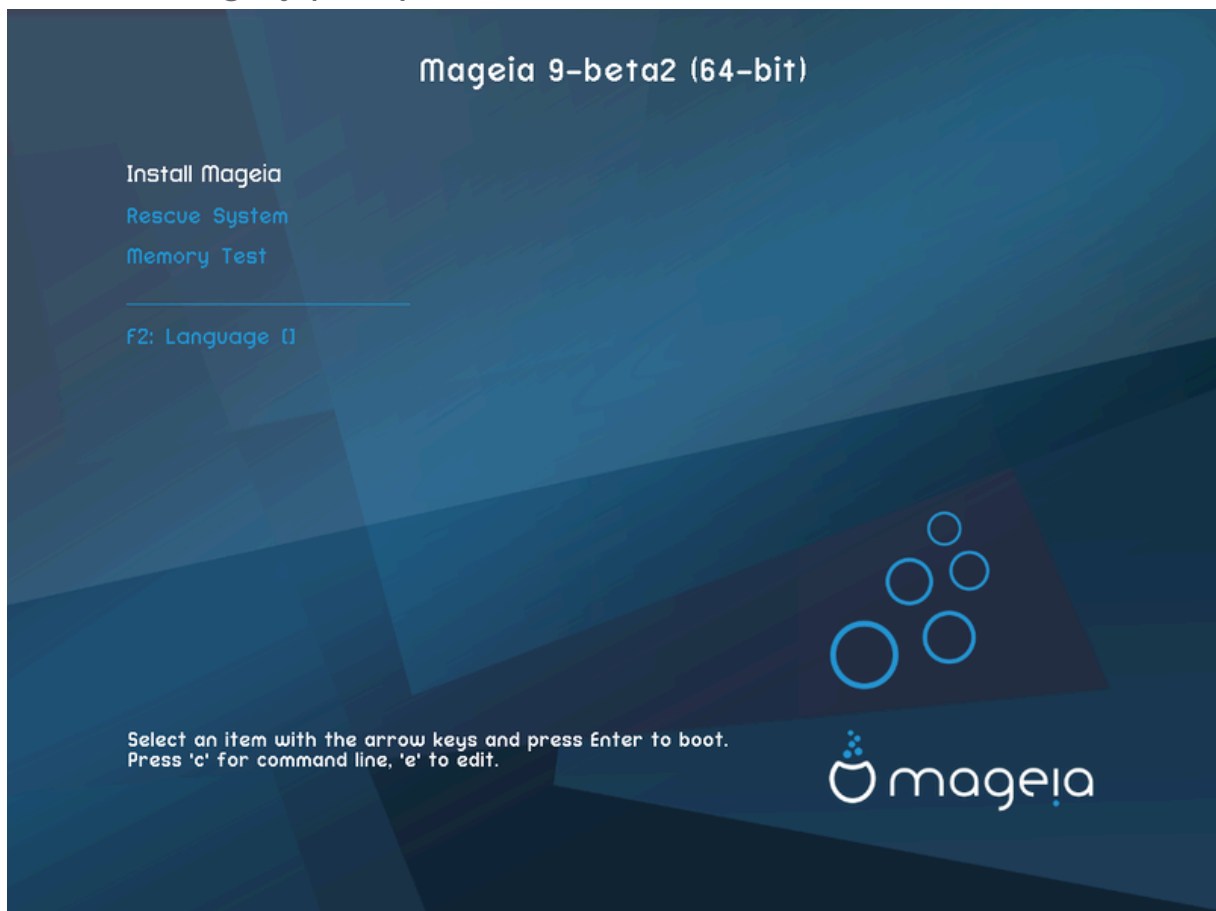 Mageia 9-beta2 (64-bit)
Install Mageia
Rescue System
Memory Test
F2: Language []
Select an item with the arrow keys and press Enter to boot.
Press 'c' for command line, 'e' to edit.
mageia